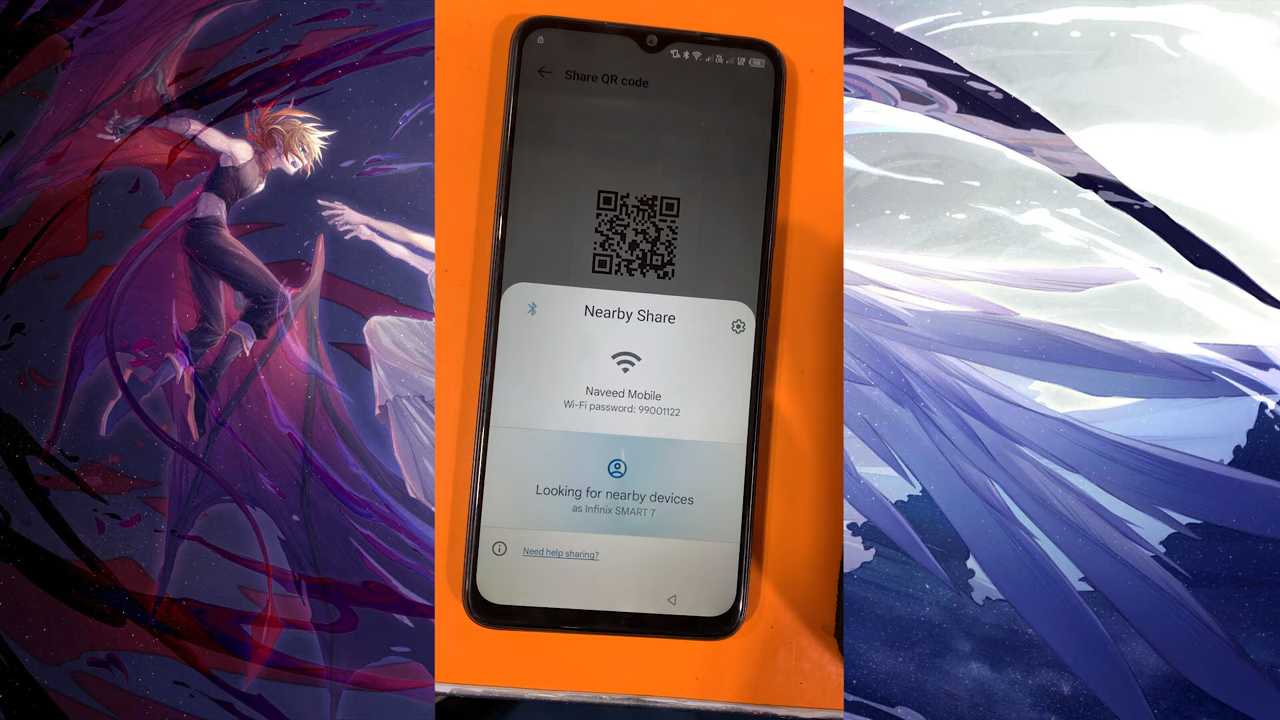 Share QR code
Nearby Share
Naveed Mobile
Wi-Fi password: 99001122
Looking for nearby devices
as Infinix SMART 7
Need help sharing?